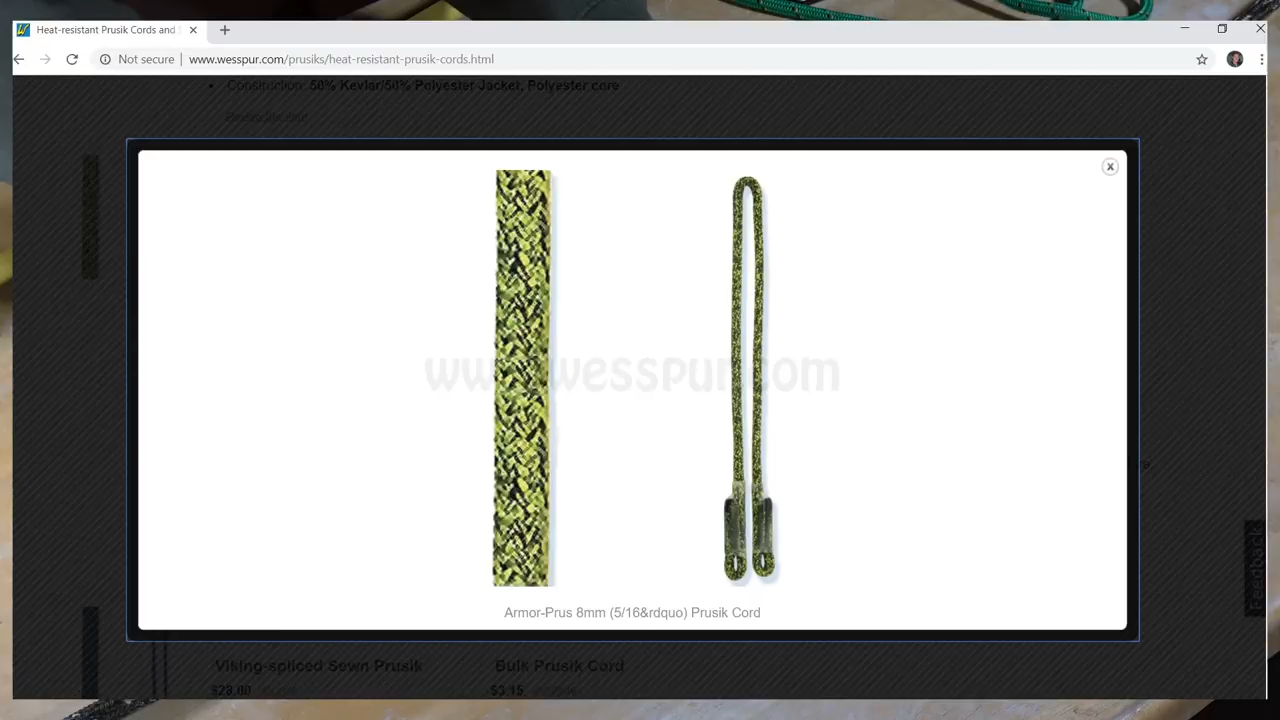 Heat-resistant Prusik Cords and
Not secure
www.wesspur.com/prusiks/heat-resistant-prusik-cords.html
Construction: 50% Kevlar/50% Polyester Jacket, Polyester core
www.wesspur.com
Armor-Prus 8mm (5/16&rdquo) Prusik Cord
Feedback
Viking-spliced Sewn Prusik
Bulk Prusik Cord
$28.00
$3.15